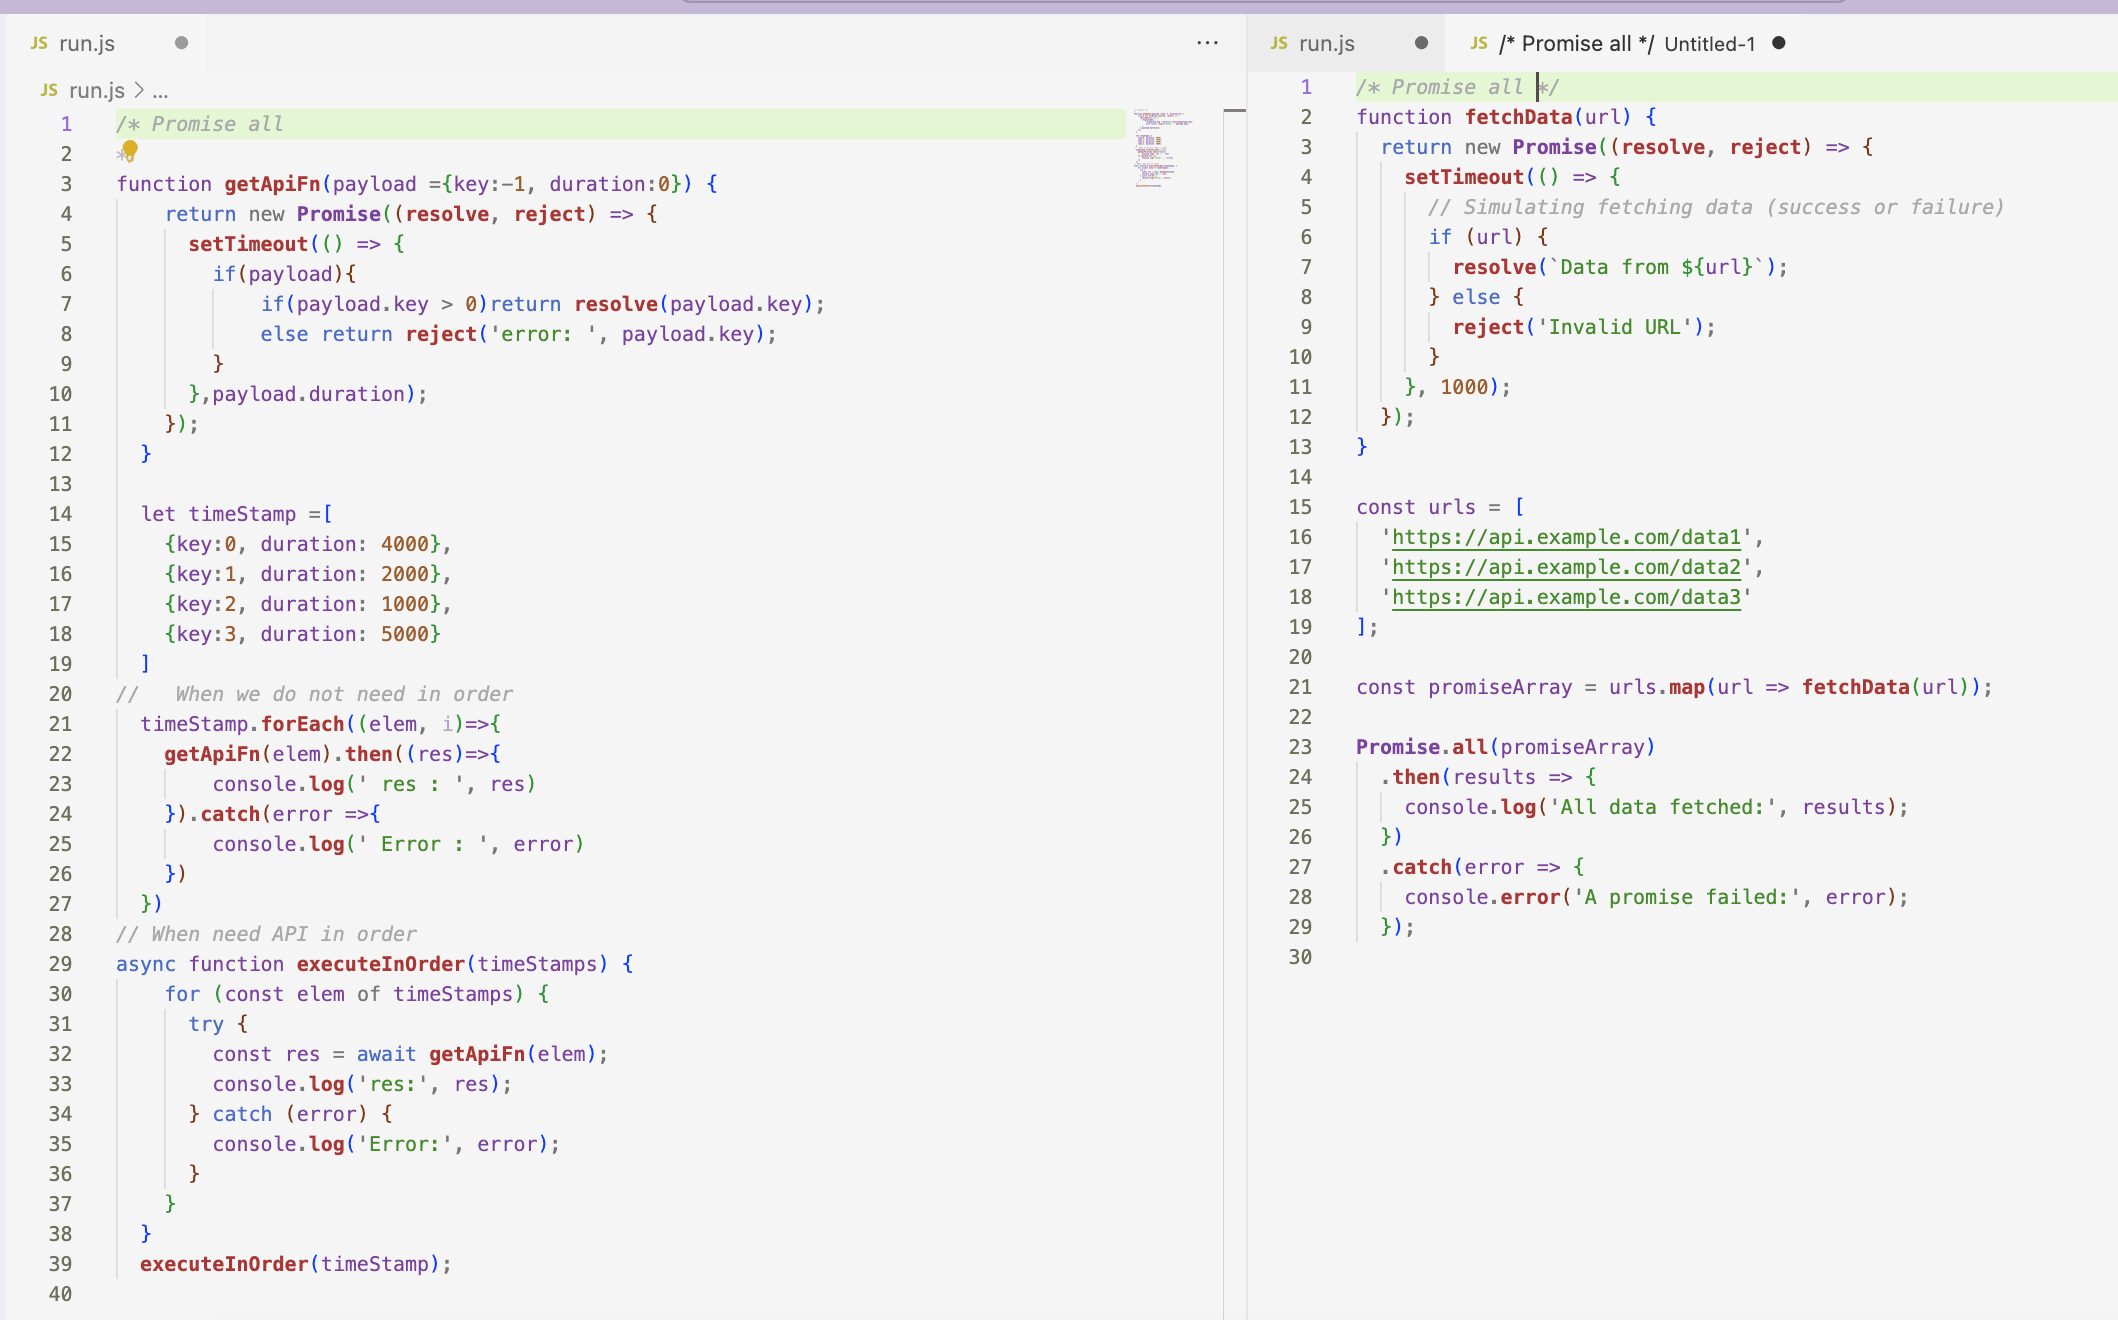 JS run.js
...
JS run.js > ...
1 /* Promise all
2 */
3 function getApiFn(payload ={key:-1, duration:0}) {
4 return new Promise((resolve, reject) => {
5 setTimeout(() => {
6 if(payload){
7 if(payload.key > 0)return resolve(payload.key);
8 else return reject('error: ', payload.key);
9 }
10 },payload.duration);
11 });
12 }
13
14 let timeStamp =[
15 {key:0, duration: 4000},
16 {key:1, duration: 2000},
17 {key:2, duration: 1000},
18 {key:3, duration: 5000}
19 ]
20 //   When we do not need in order
21 timeStamp.forEach((elem, i)=>{
22 getApiFn(elem).then((res)=>{
23 console.log(' res : ', res)
24 }).catch(error =>{
25 console.log(' Error : ', error)
26 })
27 })
28 // When need API in order
29 async function executeInOrder(timeStamps) {
30 for (const elem of timeStamps) {
31 try {
32 const res = await getApiFn(elem);
33 console.log('res:', res);
34 } catch (error) {
35 console.log('Error:', error);
36 }
37 }
38 }
39 executeInOrder(timeStamp);
40
JS run.js
JS /* Promise all */ Untitled-1
1 /* Promise all */
2 function fetchData(url) {
3 return new Promise((resolve, reject) => {
4 setTimeout(() => {
5 // Simulating fetching data (success or failure)
6 if (url) {
7 resolve(`Data from ${url}`);
8 } else {
9 reject('Invalid URL');
10 }
11 }, 1000);
12 });
13 }
14
15 const urls = [
16 'https://api.example.com/data1',
17 'https://api.example.com/data2',
18 'https://api.example.com/data3'
19 ];
20
21 const promiseArray = urls.map(url => fetchData(url));
22
23 Promise.all(promiseArray)
24 .then(results => {
25 console.log('All data fetched:', results);
26 })
27 .catch(error => {
28 console.error('A promise failed:', error);
29 });
30